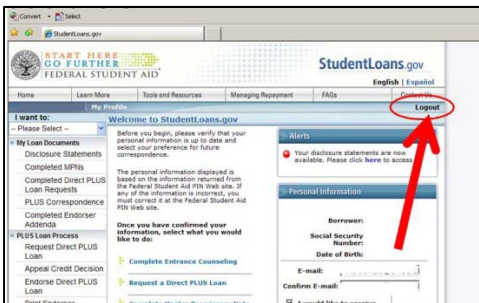 Convert Select
StudentLoans.gov
START HERE
GO FURTHER
FEDERAL STUDENT AID
StudentLoans.gov
English | Español
Home Learn More Tools and Resources Managing Repayment FAQs Contact Us
My Profile Logout
I want to:
-- Please Select --
My Loan Documents
Disclosure Statements
Completed MPNs
Completed Direct PLUS
Loan Requests
PLUS Correspondence
Completed Endorser
Addenda
PLUS Loan Process
Request Direct PLUS
Loan
Appeal Credit Decision
Endorse Direct PLUS
Loan
Print Endorser
Welcome to StudentLoans.gov
Before you begin, please verify that your
personal information is up to date and
select your preference for future
correspondence.
The personal information displayed is
based on the information returned from
the Federal Student Aid PIN Web site. If
any of the information is incorrect, you
must correct it at the Federal Student Aid
PIN Web site.
Once you have confirmed your
information, select what you would
like to do:
Complete Entrance Counseling
Request a Direct PLUS Loan
Alerts
Your disclosure statements are now
available. Please click here to access
Personal Information
Borrower:
Social Security
Number:
Date of Birth:
E-mail:
Confirm E-mail:
I would like to receive